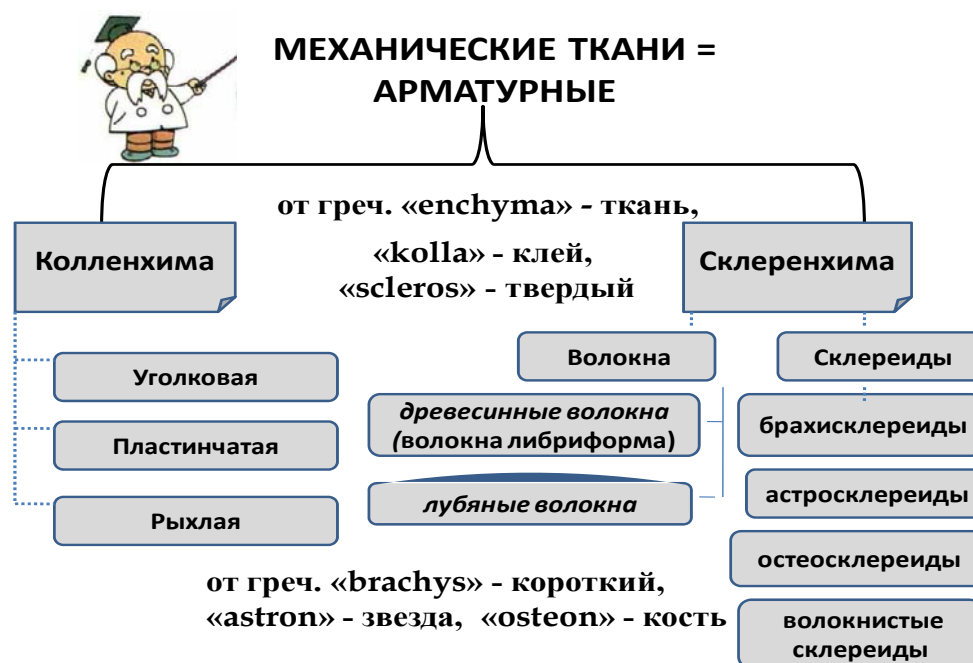 МЕХАНИЧЕСКИЕ ТКАНИ =
АРМАТУРНЫЕ
от греч. «enchyma» - ткань,
«kolla» - клей,
«scleros» - твердый
Колленхима
Уголковая
Пластинчатая
Рыхлая
Склеренхима
Волокна
древесинные волокна
(волокна либриформа)
лубяные волокна
Склереиды
брахисклереиды
астросклереиды
остеосклереиды
волокнистые
склереиды
от греч. «brachys» - короткий,
«astron» - звезда, «osteon» - кость